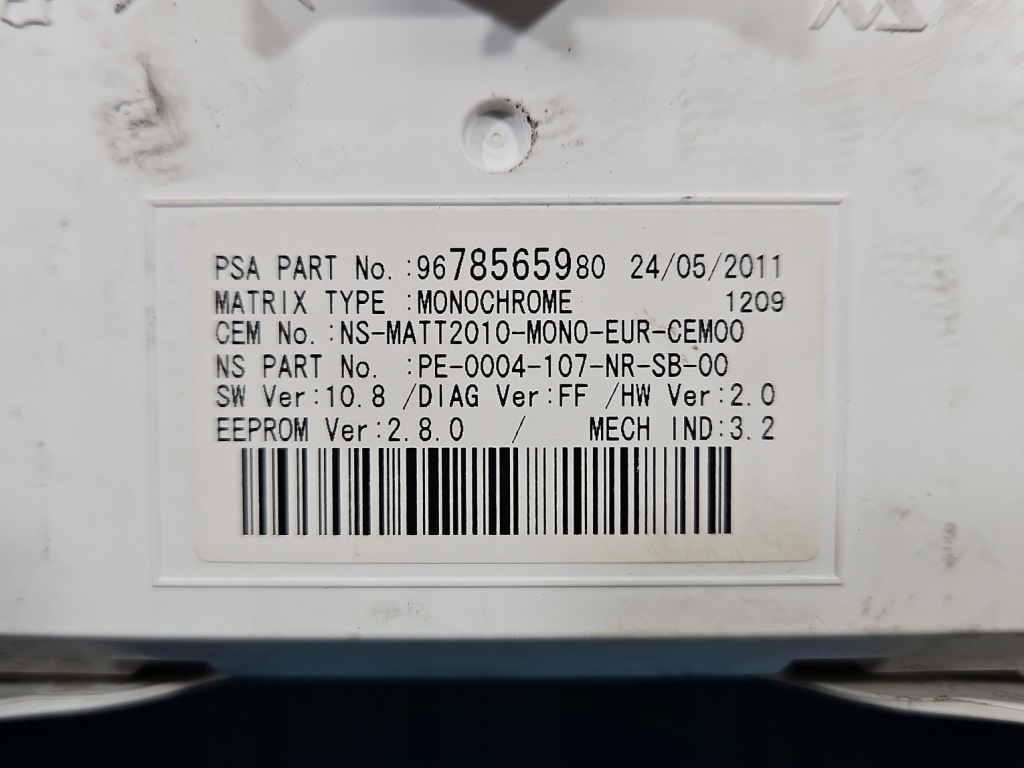 PSA PART No. :9678565980 24/05/2011
MATRIX TYPE :MONOCHROME 1209
CEM No. :NS-MATT2010-MONO-EUR-CEM00
NS PART No. :PE-0004-107-NR-SB-00
SW Ver:10.8 /DIAG Ver:FF /HW Ver:2.0
EEPROM Ver:2.8.0 / MECH IND:3.2